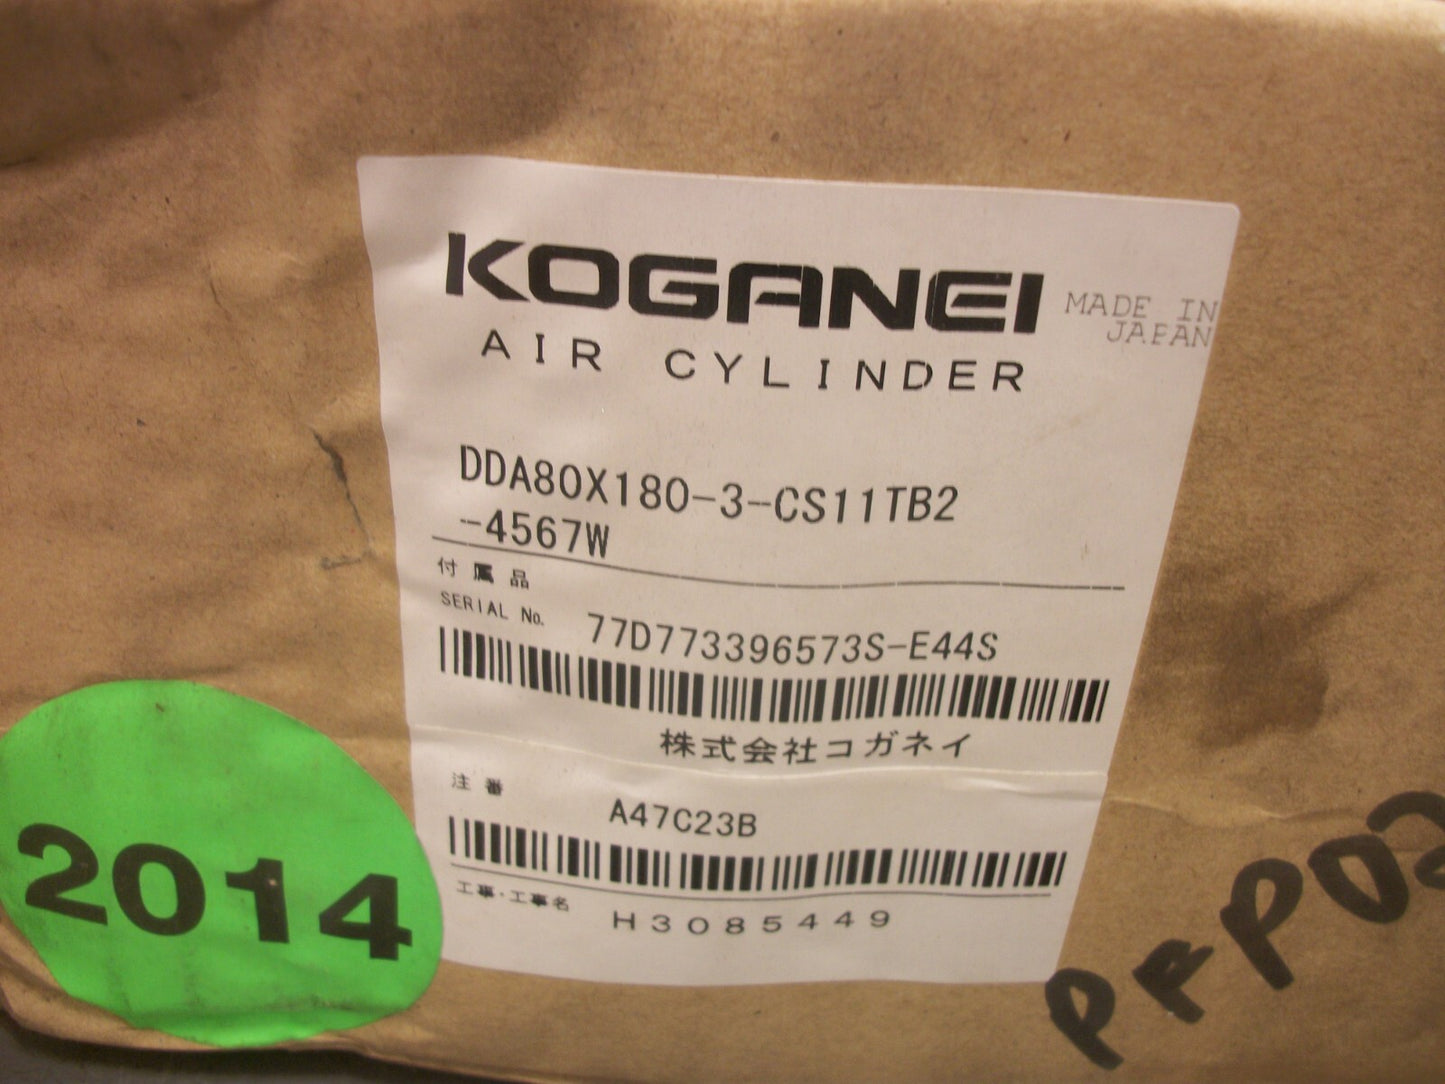 KOGANEI
MADE IN
JAPAN
AIR CYLINDER
DDA80X180-3-CS11TB2
-4567W
付属品
SERIAL No. 77D773396573S-E44S
株式会社コガネイ
注番 A47C23B
工事・工事名 H3085449
2014